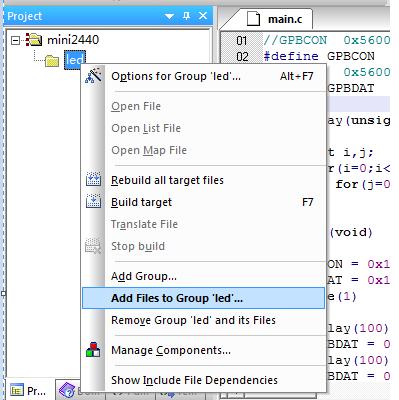 Project
main.c
mini2440
led
Options for Group 'led'... Alt+F7
Open File
Open List File
Open Map File
Rebuild all target files
Build target F7
Translate File
Stop build
Add Group...
Add Files to Group 'led'...
Remove Group 'led' and its Files
Manage Components...
Show Include File Dependencies
Pr...
01 //GPBCON 0x5600
02 #define GPBCON
0x5600
GPBDAT
lay(unsig
t i,j;
r(i=0;i<
for(j=0
(void)
ON = 0x1
AT = 0x1
e(1)
lay(100)
BDAT = 0
lay(100)
BDAT = 0